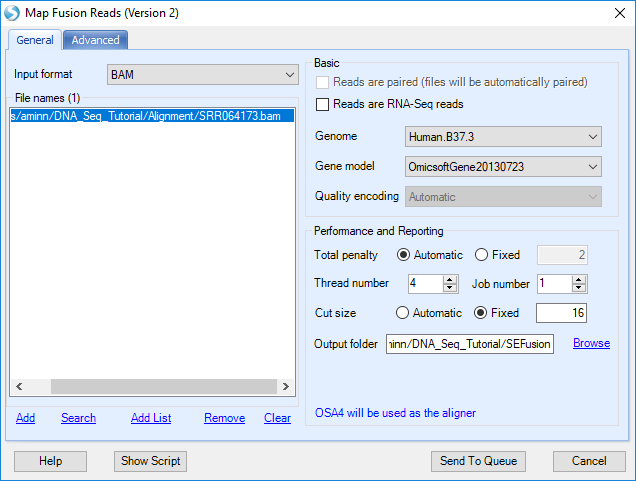 Map Fusion Reads (Version 2)
General Advanced
Input format BAM
File names (1)
s/aminn/DNA_Seq_Tutorial/Alignment/SRR064173.bam
Add Search Add List Remove Clear
Basic
Reads are paired (files will be automatically paired)
Reads are RNA-Seq reads
Genome Human.B37.3
Gene model OmicsoftGene20130723
Quality encoding Automatic
Perfomance and Reporting
Total penalty Automatic Fixed 2
Thread number 4 Job number 1
Cut size Automatic Fixed 16
Output folder minn/DNA_Seq_Tutorial/SEFusion Browse
OSA4 will be used as the aligner
Help Show Script Send To Queue Cancel